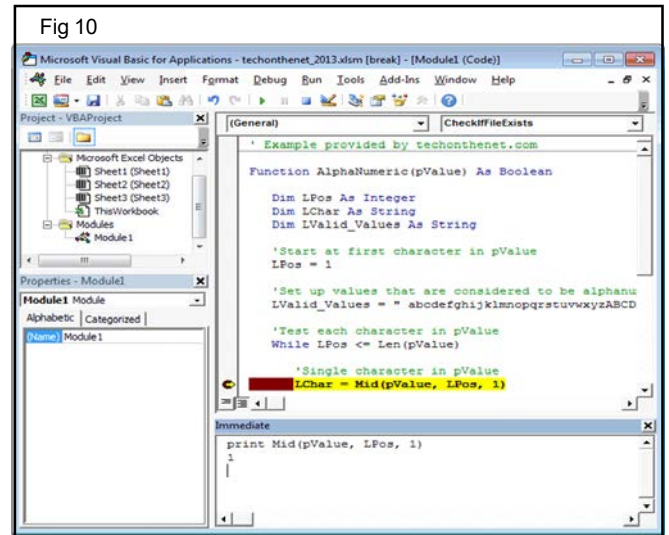 Fig 10
Microsoft Visual Basic for Applications - techonthenet_2013.xlsm [break] - [Module1 (Code)]
File Edit View Insert Format Debug Run Tools Add-Ins Window Help
Project - VBAProject
Microsoft Excel Objects
Sheet1 (Sheet1)
Sheet2 (Sheet2)
Sheet3 (Sheet3)
ThisWorkbook
Modules
Module1
Properties - Module1
Module1 Module
Alphabetic Categorized
(Name) Module1
(General) CheckIfFileExists
' Example provided by techonthenet.com
Function AlphaNumeric(pValue) As Boolean
Dim LPos As Integer
Dim LChar As String
Dim LValid_Values As String
'Start at first character in pValue
LPos = 1
'Set up values that are considered to be alphanu
LValid_Values = " abcdefghijklmnopqrstuvwxyzABCD
'Test each character in pValue
While LPos <= Len(pValue)
'Single character in pValue
LChar = Mid(pValue, LPos, 1)
Immediate
print Mid(pValue, LPos, 1)
1